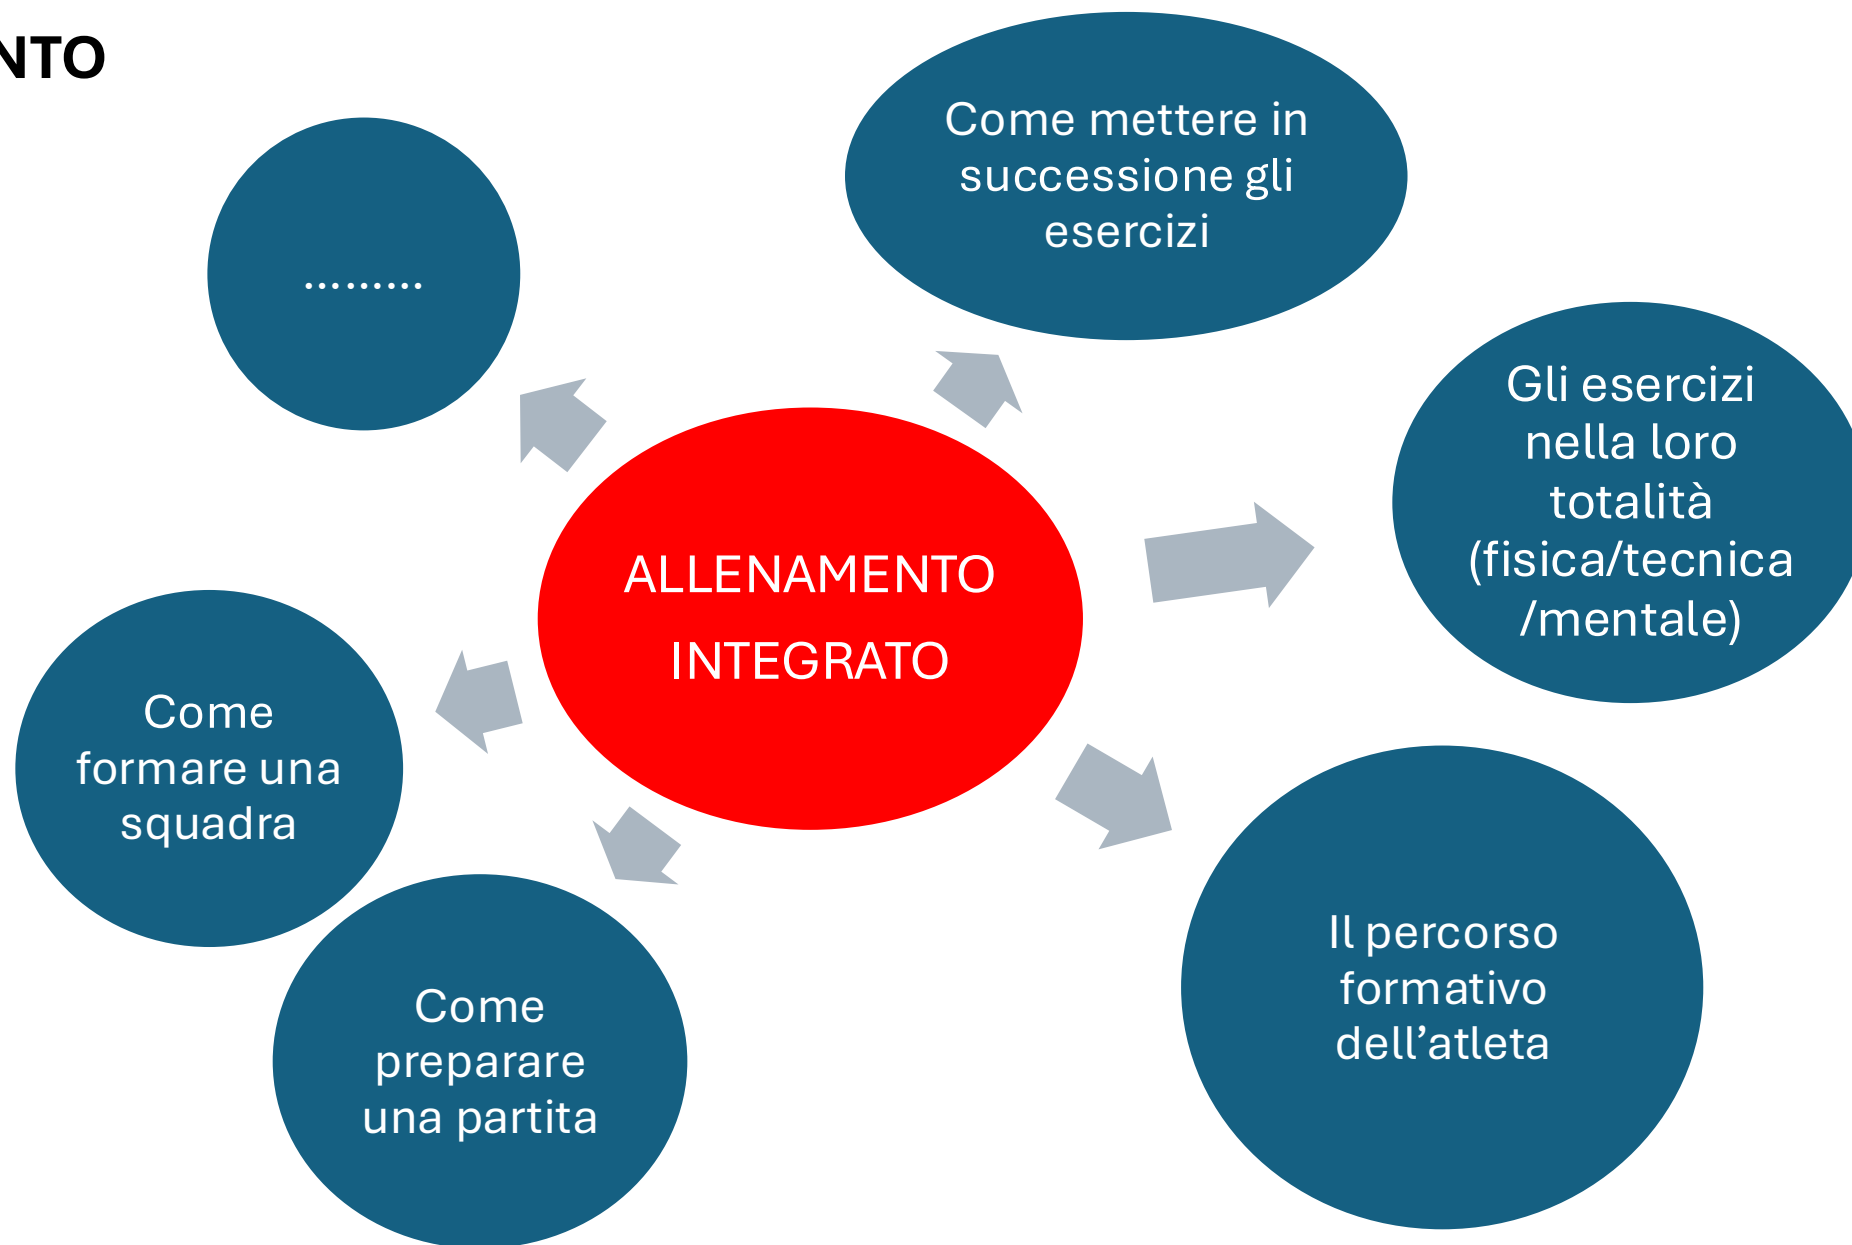 NTO
Come mettere in
successione gli
esercizi
.........
Gli esercizi
nella loro
totalità
(fisica/tecnica
/mentale)
ALLENAMENTO
INTEGRATO
Come
formare una
squadra
Il percorso
formativo
dell’atleta
Come
preparare
una partita